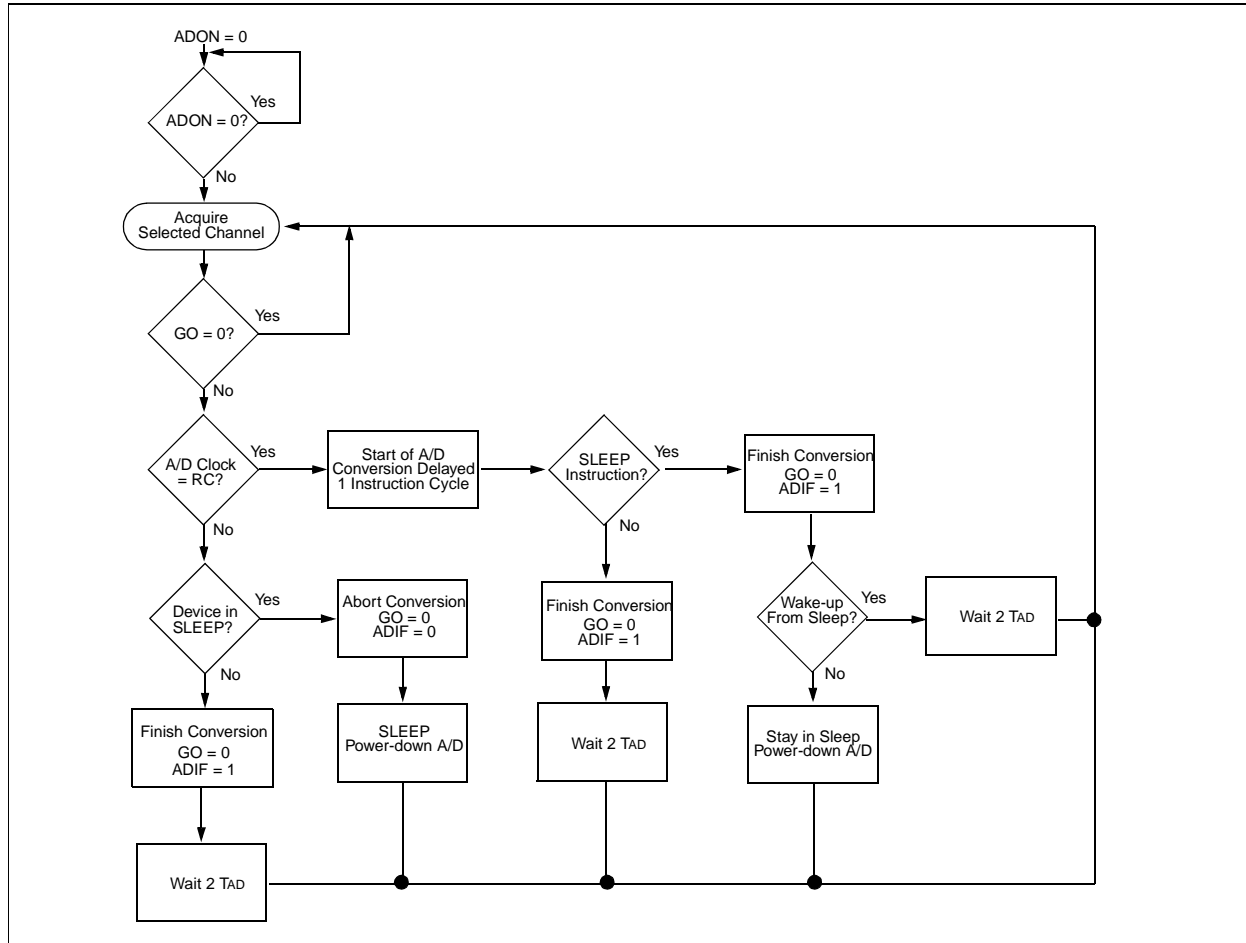 ADON = 0
ADON = 0?
Yes
No
Acquire
Selected Channel
GO = 0?
Yes
No
A/D Clock
= RC?
Yes
No
Start of A/D
Conversion Delayed
1 Instruction Cycle
SLEEP
Instruction?
Yes
No
Finish Conversion
GO = 0
ADIF = 1
Device in
SLEEP?
Yes
No
Abort Conversion
GO = 0
ADIF = 0
Finish Conversion
GO = 0
ADIF = 1
Wake-up
From Sleep?
Yes
No
Wait 2 TAD
Finish Conversion
GO = 0
ADIF = 1
SLEEP
Power-down A/D
Wait 2 TAD
Stay in Sleep
Power-down A/D
Wait 2 TAD